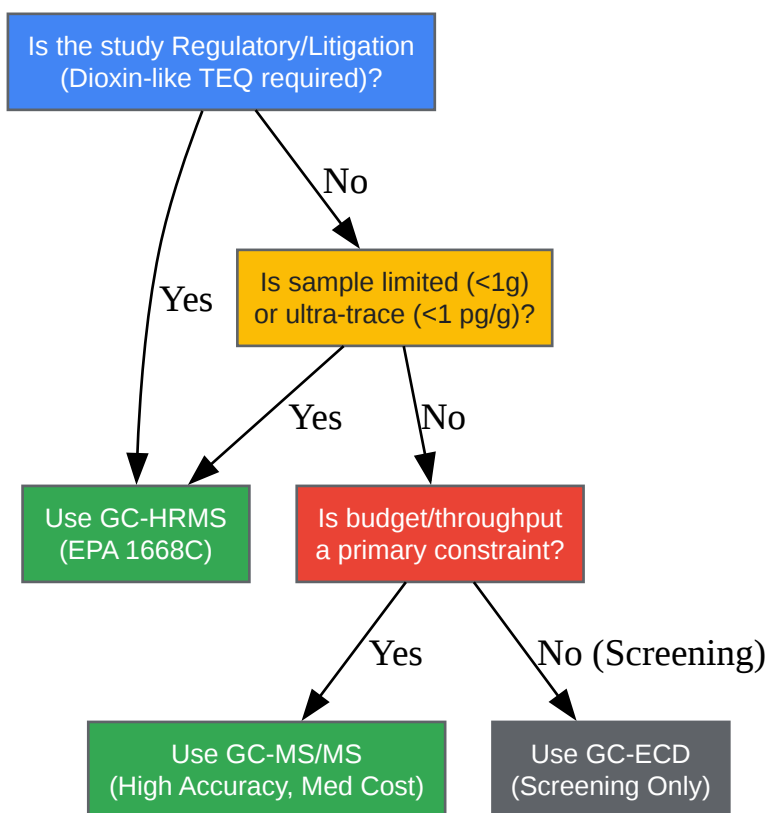 Is the study Regulatory/Litigation
(Dioxin-like TEQ required)?
No
Yes
Is sample limited (<1g)
or ultra-trace (<1 pg/g)?
Yes
No
Use GC-HRMS
(EPA 1668C)
Is budget/throughput
a primary constraint?
Yes
No (Screening)
Use GC-MS/MS
(High Accuracy, Med Cost)
Use GC-ECD
(Screening Only)